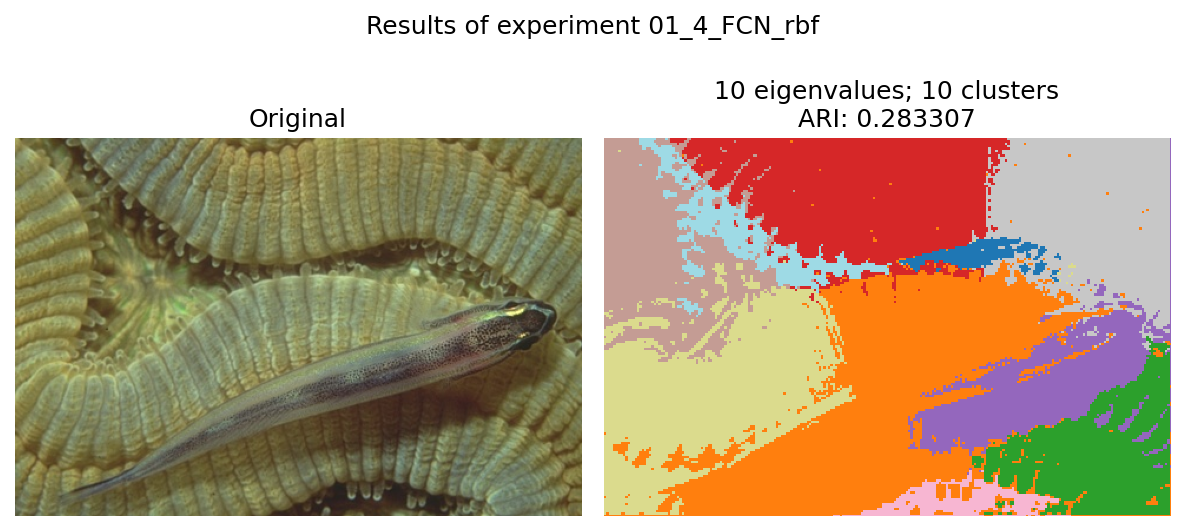 Results of experiment 01_4_FCN_rbf
Original
10 eigenvalues; 10 clusters
ARI: 0.283307